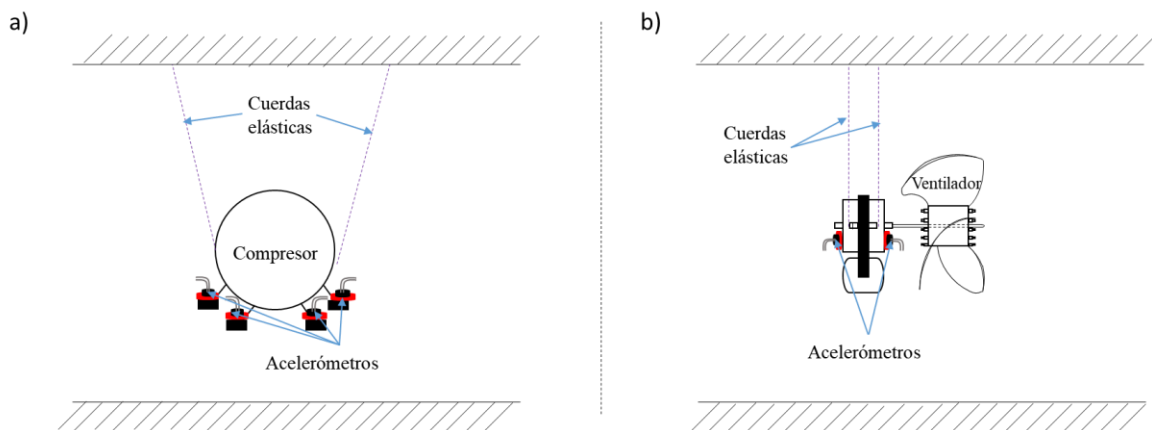 a)
Cuerdas
elásticas
Compresor
Acelerómetros
b)
Cuerdas
elásticas
Ventilador
Acelerómetros